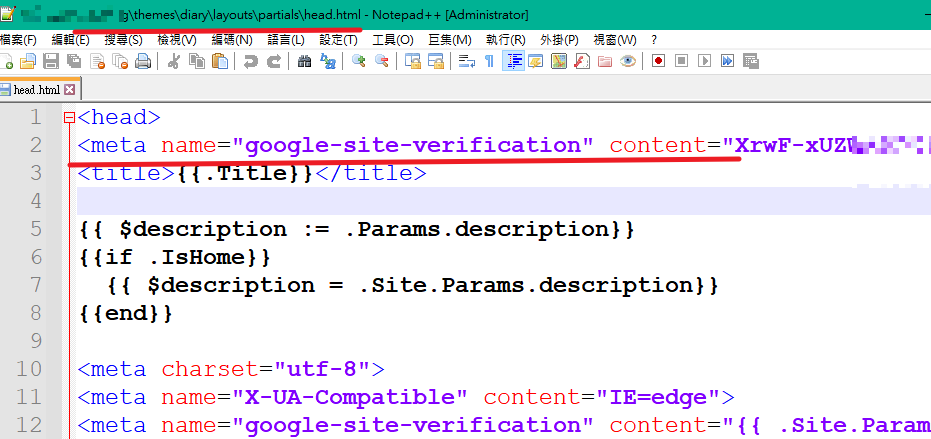 g\themes\diary\layouts\partials\head.html - Notepad++ [Administrator]
檔案(F) 編輯(E) 搜尋(S) 檢視(V) 編碼(N) 語言(L) 設定(T) 工具(O) 巨集(M) 執行(R) 外掛(P) 視窗(W) ?
head.html
1 <head>
2 <meta name="google-site-verification" content="XrwF-xUZ
3 <title>{{.Title}}</title>
4
5 {{ $description := .Params.description}}
6 {{if .IsHome}}
7 {{ $description = .Site.Params.description}}
8 {{end}}
9
10 <meta charset="utf-8">
11 <meta name="X-UA-Compatible" content="IE=edge">
12 <meta name="google-site-verification" content="{{ .Site.Param